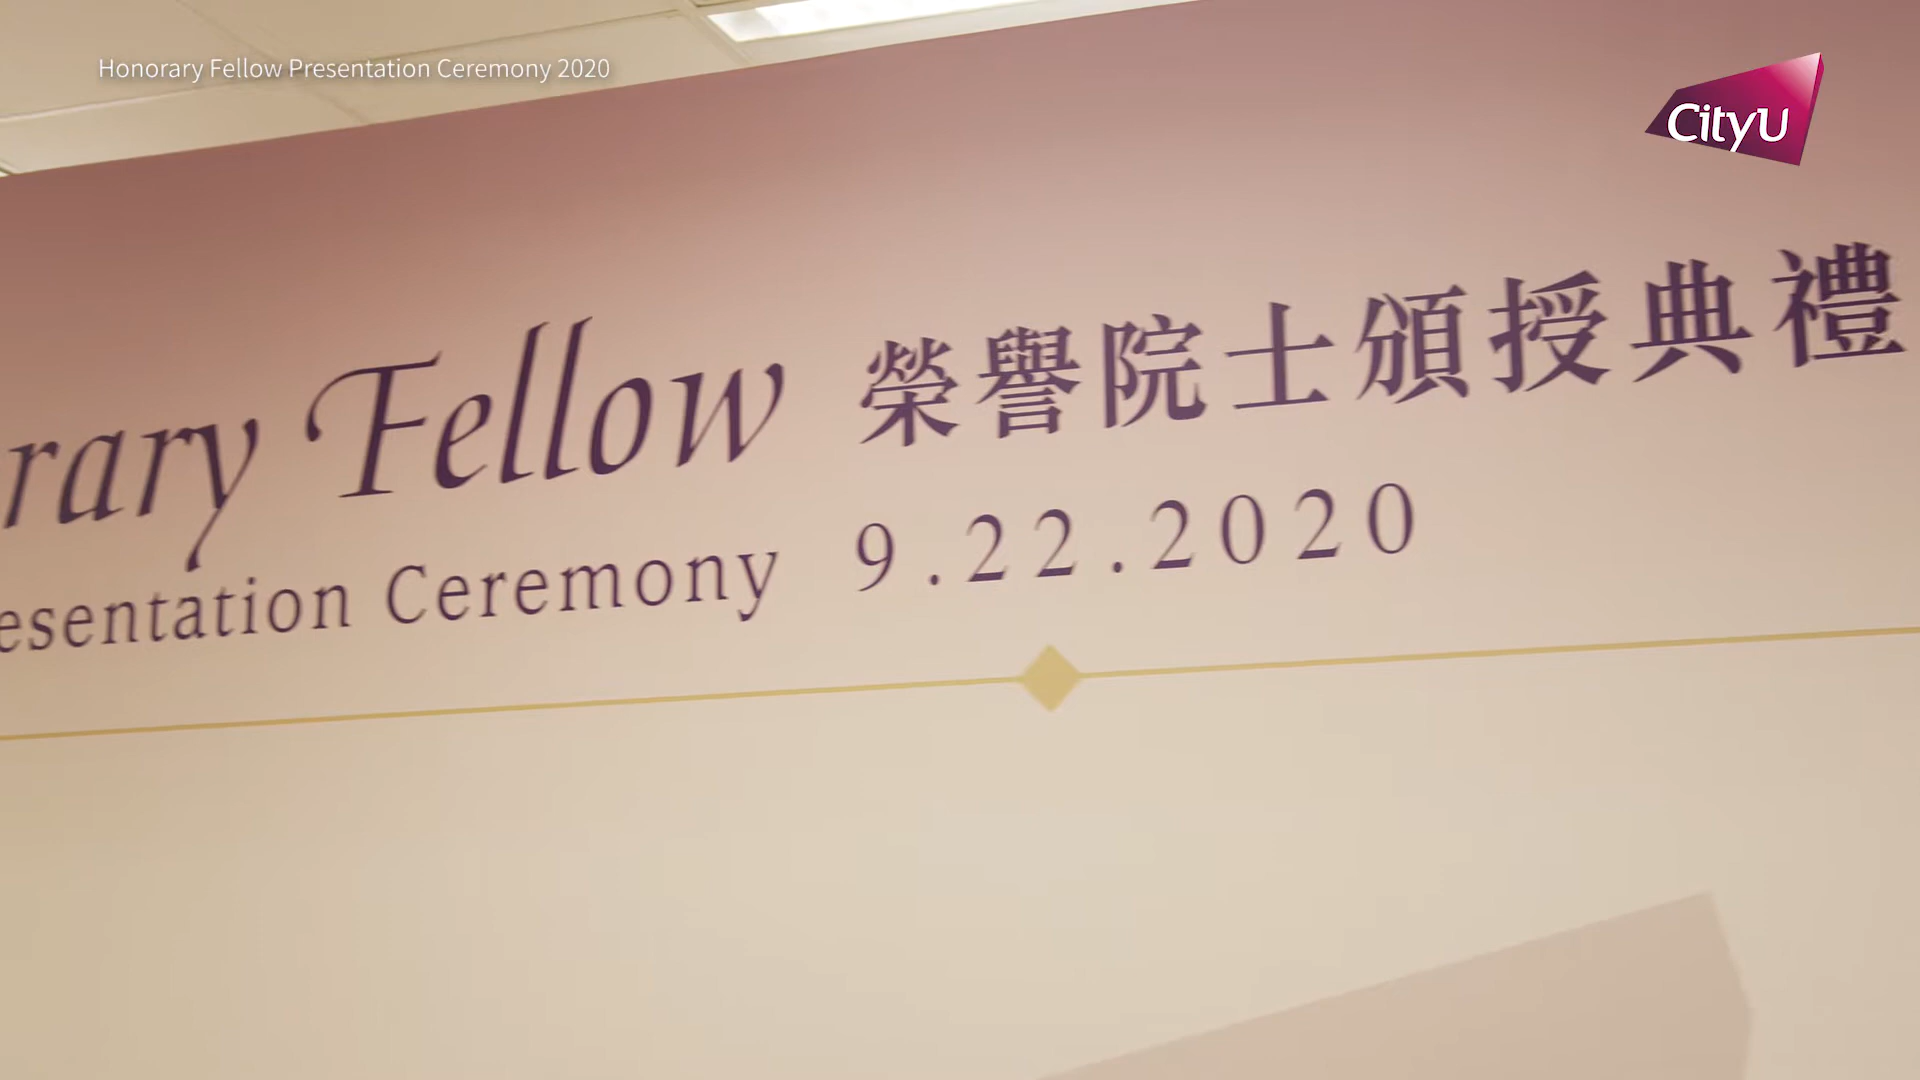 Honorary Fellow Presentation Ceremony 2020
CityU
rary Fellow 榮譽院士頒授典禮
esentation Ceremony 9.22.2020